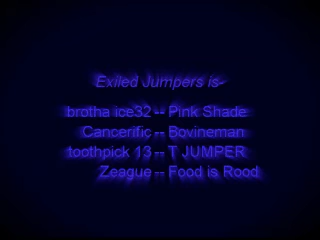 Exiled Jumpers is-
brotha ice32 -- Pink Shade
Cancerific -- Bovineman
toothpick 13 -- T JUMPER
Zeague -- Food is Rood